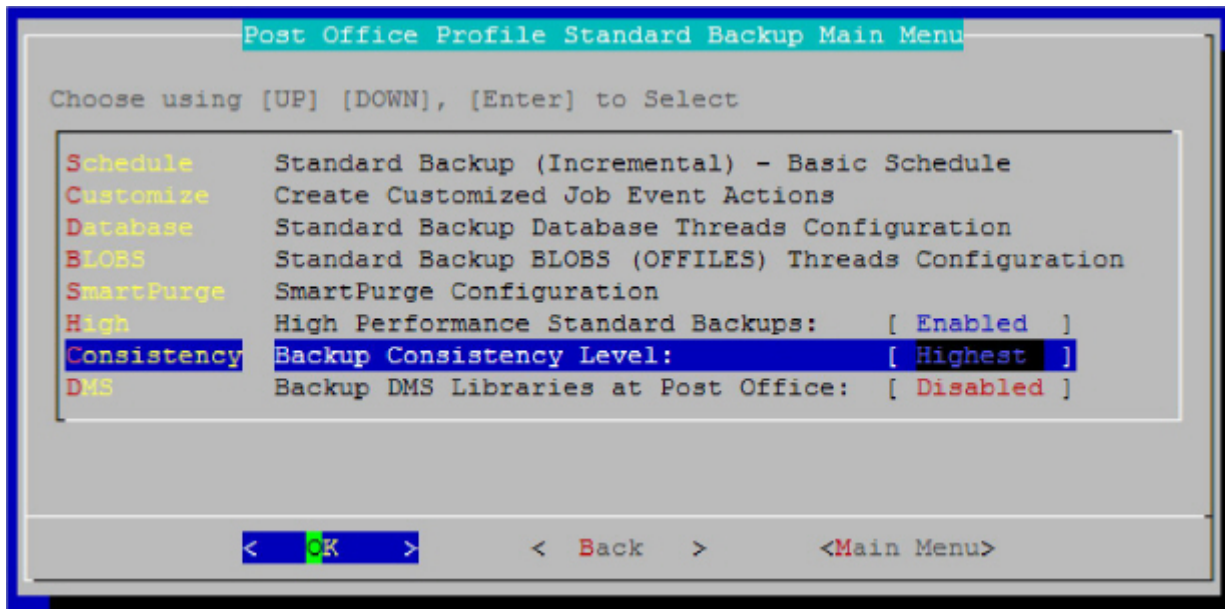 Post Office Profile Standard Backup Main Menu
Choose using [UP] [DOWN], [Enter] to Select
Schedule Standard Backup (Incremental) - Basic Schedule
Customize Create Customized Job Event Actions
Database Standard Backup Database Threads Configuration
BLOBS Standard Backup BLOBS (OFFILES) Threads Configuration
SmartPurge SmartPurge Configuration
High High Performance Standard Backups: [ Enabled ]
Consistency Backup Consistency Level: [ Highest ]
DMS Backup DMS Libraries at Post Office: [ Disabled ]
< OK > < Back > <Main Menu>